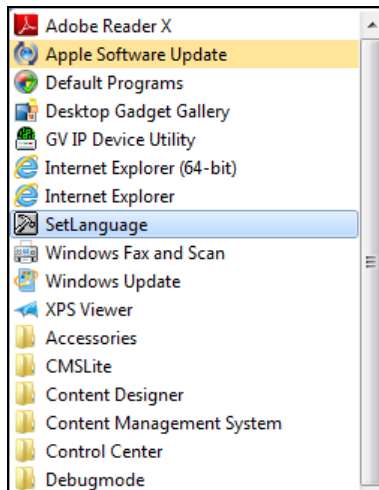 Adobe Reader X
Apple Software Update
Default Programs
Desktop Gadget Gallery
GV IP Device Utility
Internet Explorer (64-bit)
Internet Explorer
SetLanguage
Windows Fax and Scan
Windows Update
XPS Viewer
Accessories
CMSLite
Content Designer
Content Management System
Control Center
Debugmode